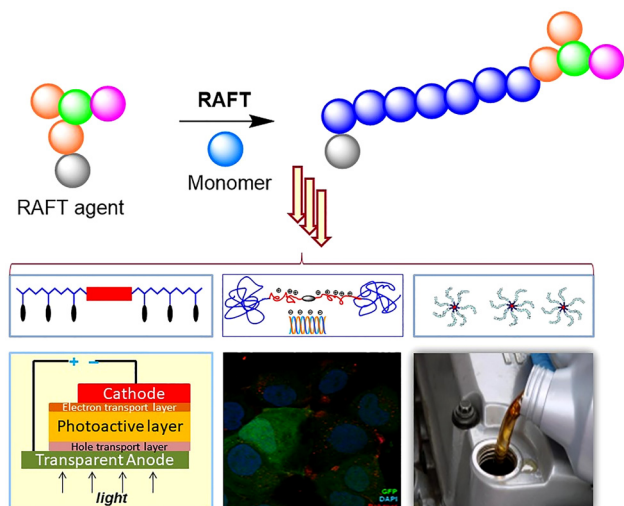 RAFT
Monomer
RAFT agent
+ −
Cathode
Electron transport layer
Photoactive layer
Hole transport layer
Transparent Anode
light
GFP
DAPI